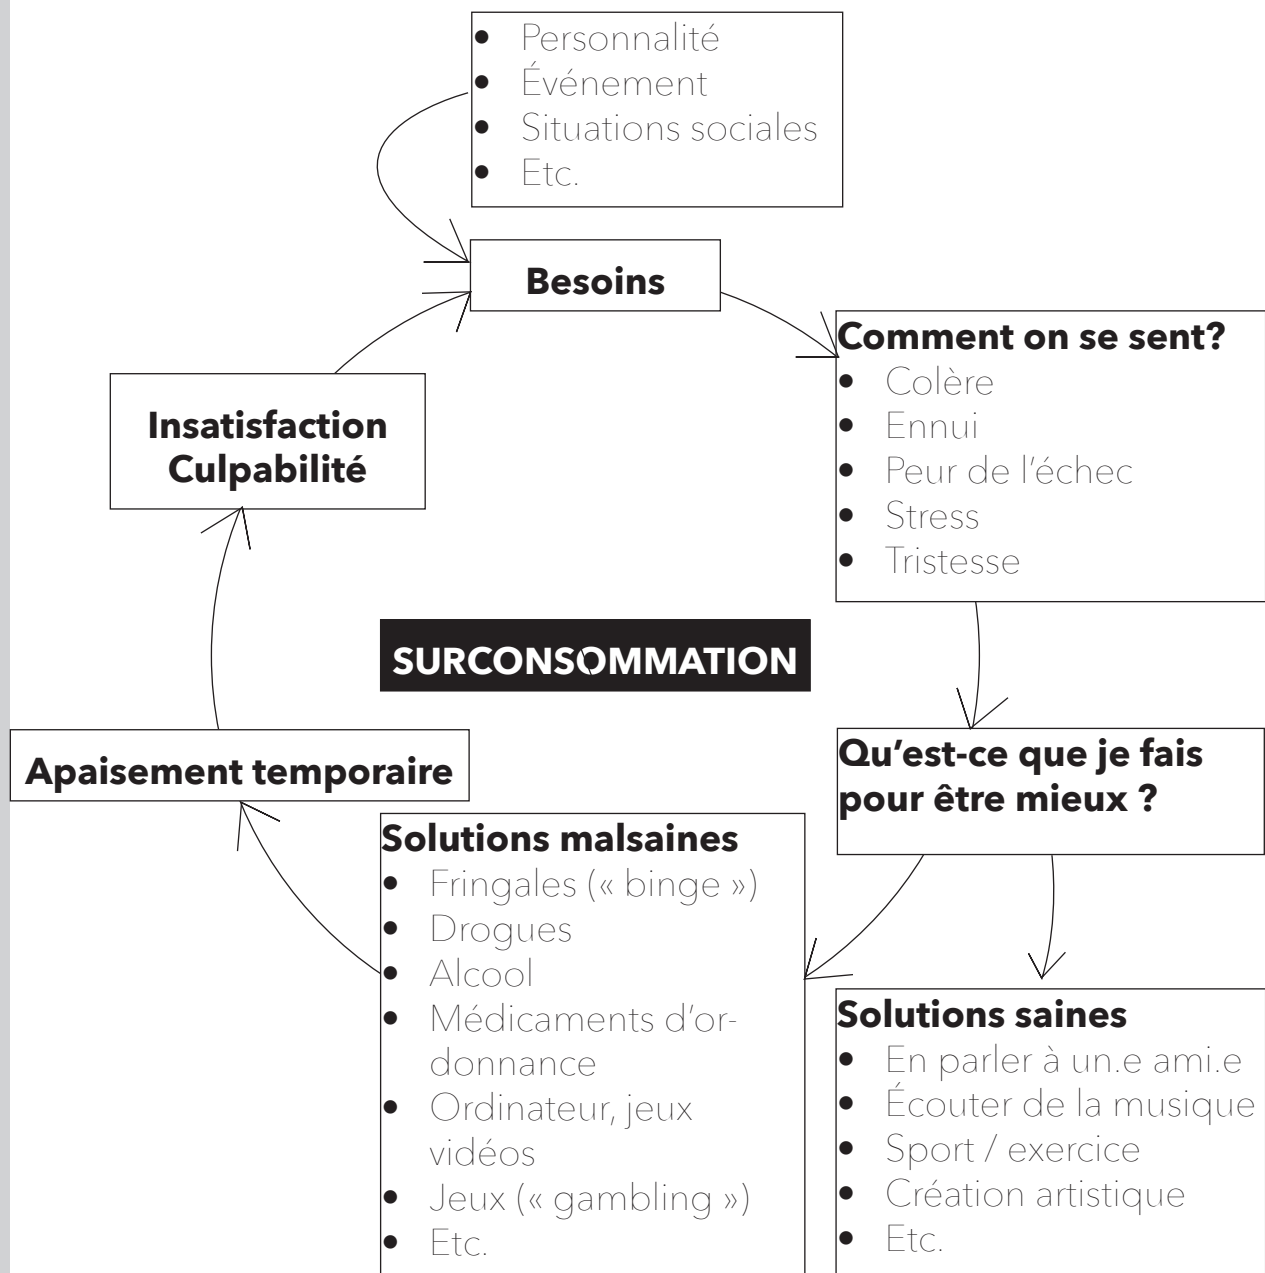 • Personnalité
• Événement
• Situations sociales
• Etc.
Besoins
Comment on se sent?
• Colère
• Ennui
• Peur de l'échec
• Stress
• Tristesse
Insatisfaction
Culpabilité
SURCONSOMMATION
Qu'est-ce que je fais
pour être mieux ?
Apaisement temporaire
Solutions malsaines
• Fringales (« binge »)
• Drogues
• Alcool
• Médicaments d'or-
donnance
• Ordinateur, jeux
vidéos
• Jeux (« gambling »)
• Etc.
Solutions saines
• En parler à un.e ami.e
• Écouter de la musique
• Sport / exercice
• Création artistique
• Etc.